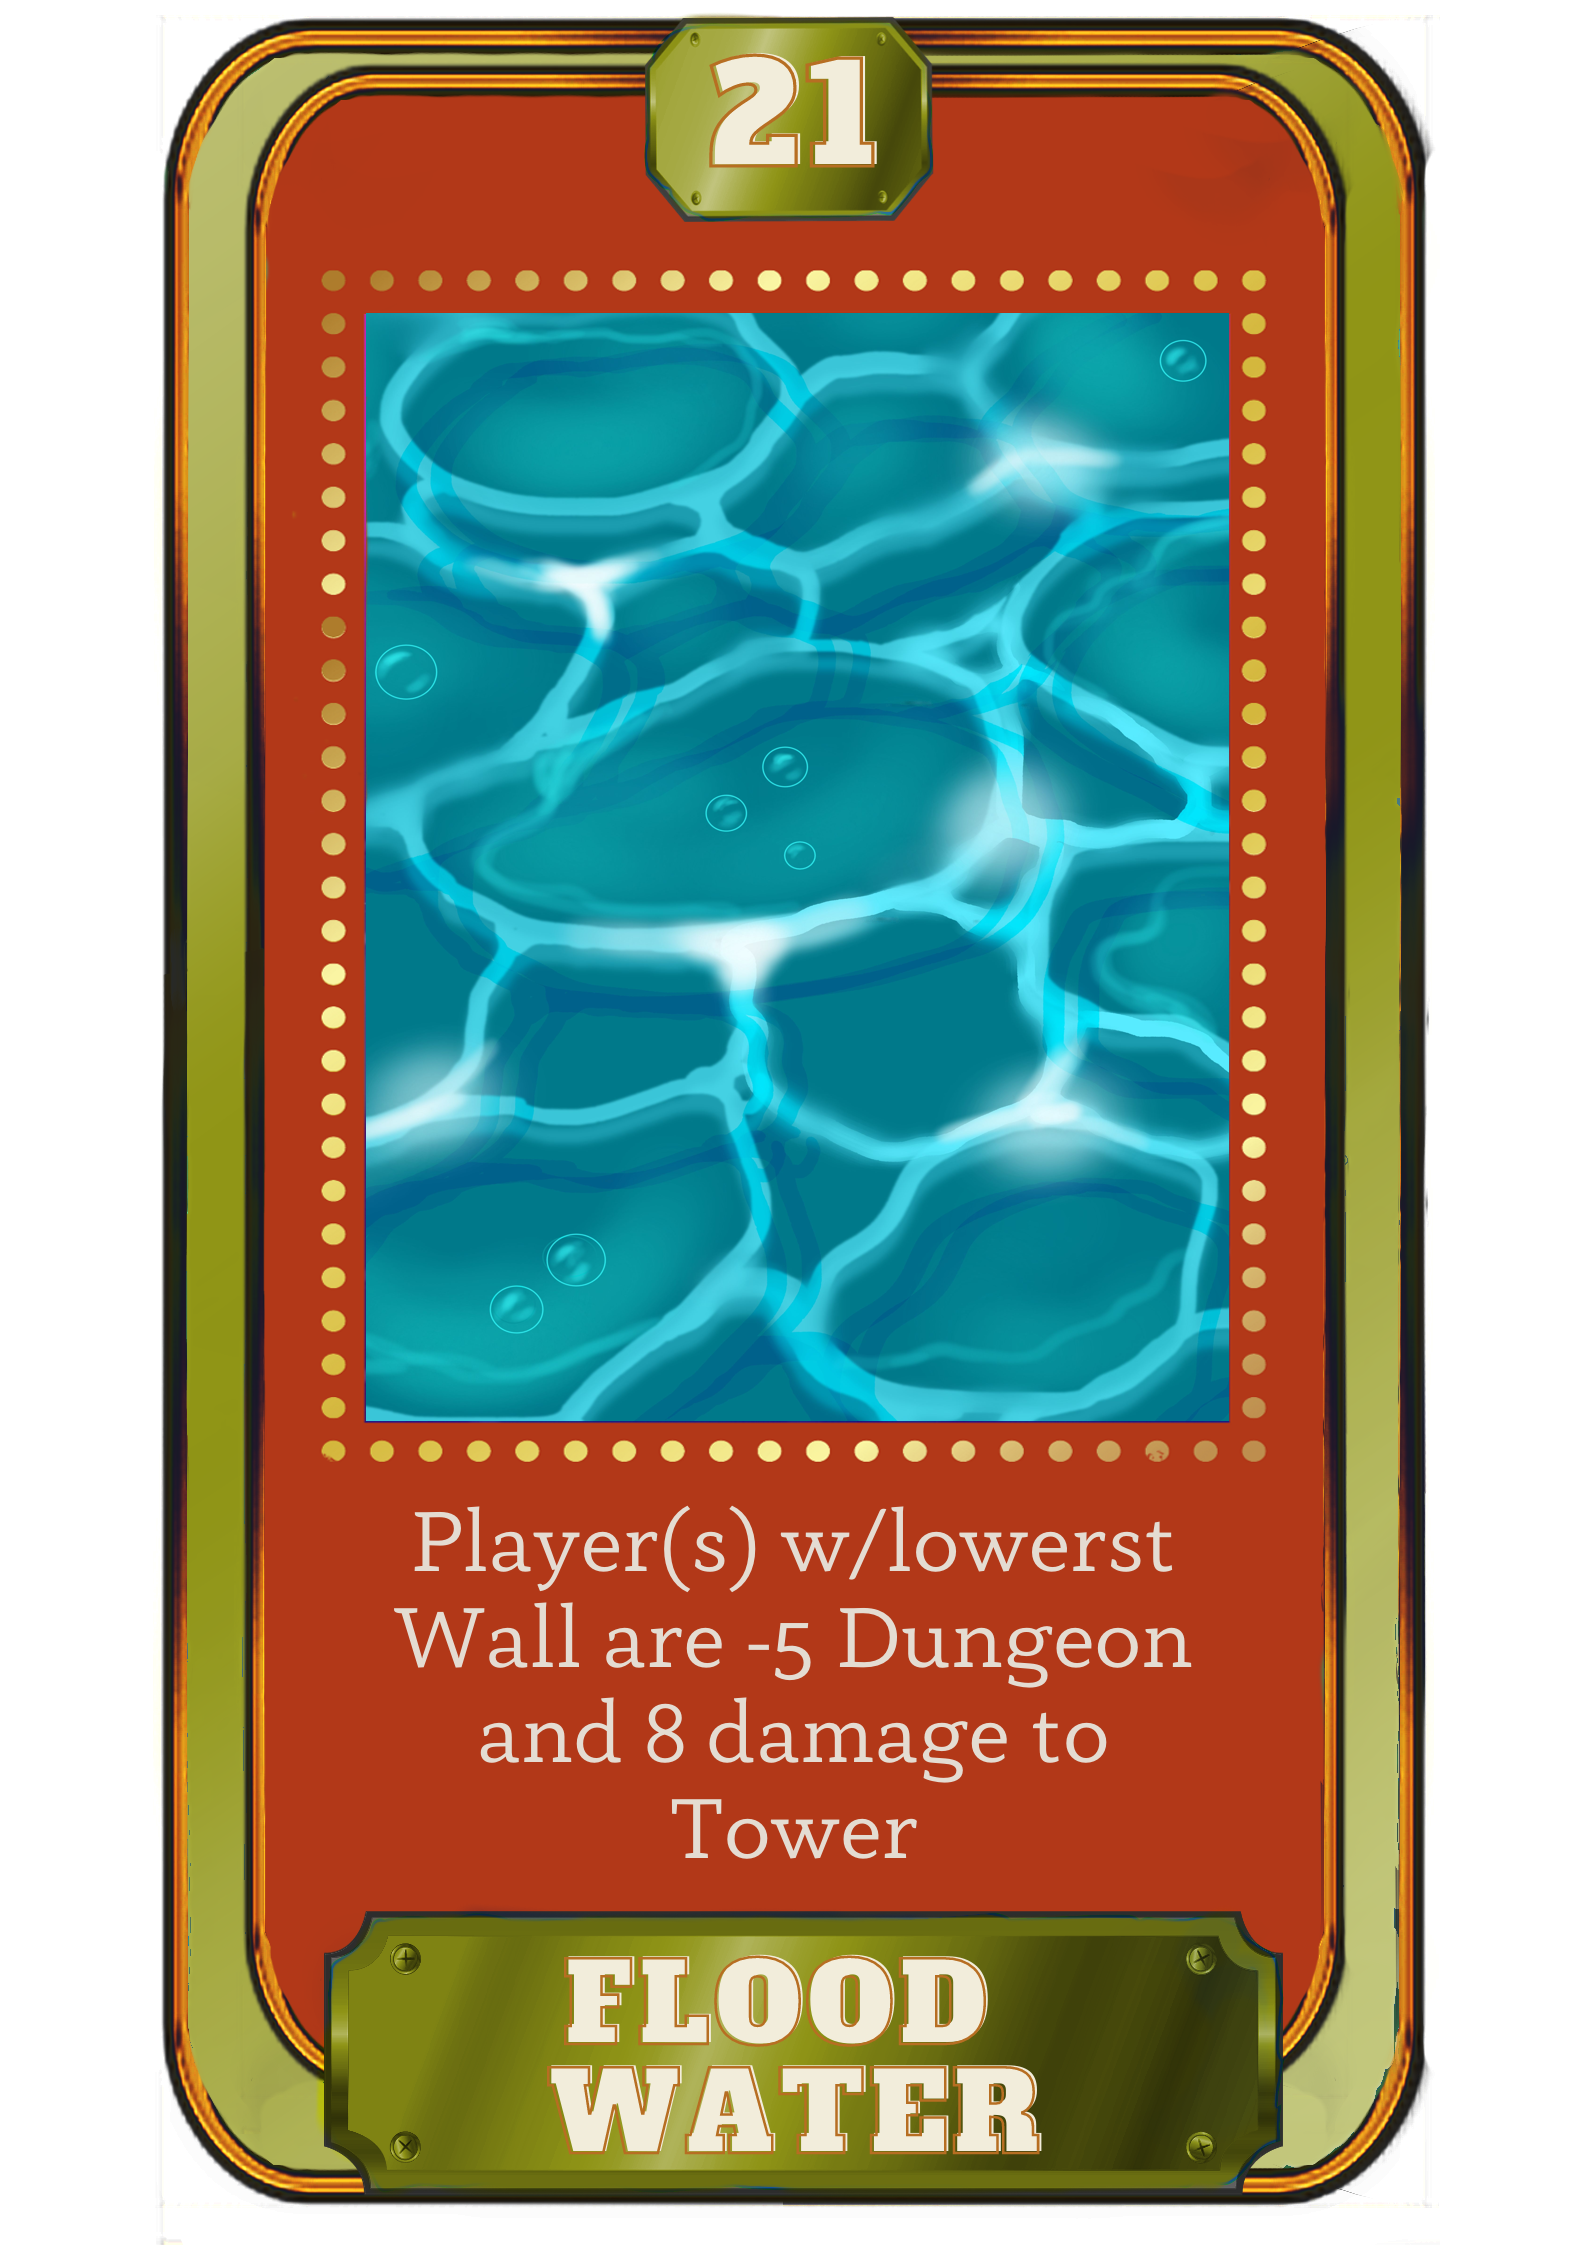 21
Player(s) w/lowerst
Wall are -5 Dungeon
and 8 damage to
Tower
FLOOD
WATER